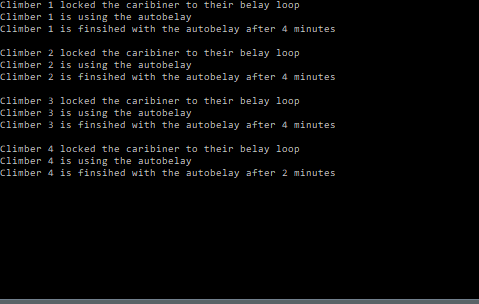 Climber 1 locked the caribiner to their belay loop
Climber 1 is using the autobelay
Climber 1 is finsihed with the autobelay after 4 minutes
Climber 2 locked the caribiner to their belay loop
Climber 2 is using the autobelay
Climber 2 is finsihed with the autobelay after 4 minutes
Climber 3 locked the caribiner to their belay loop
Climber 3 is using the autobelay
Climber 3 is finsihed with the autobelay after 4 minutes
Climber 4 locked the caribiner to their belay loop
Climber 4 is using the autobelay
Climber 4 is finsihed with the autobelay after 2 minutes